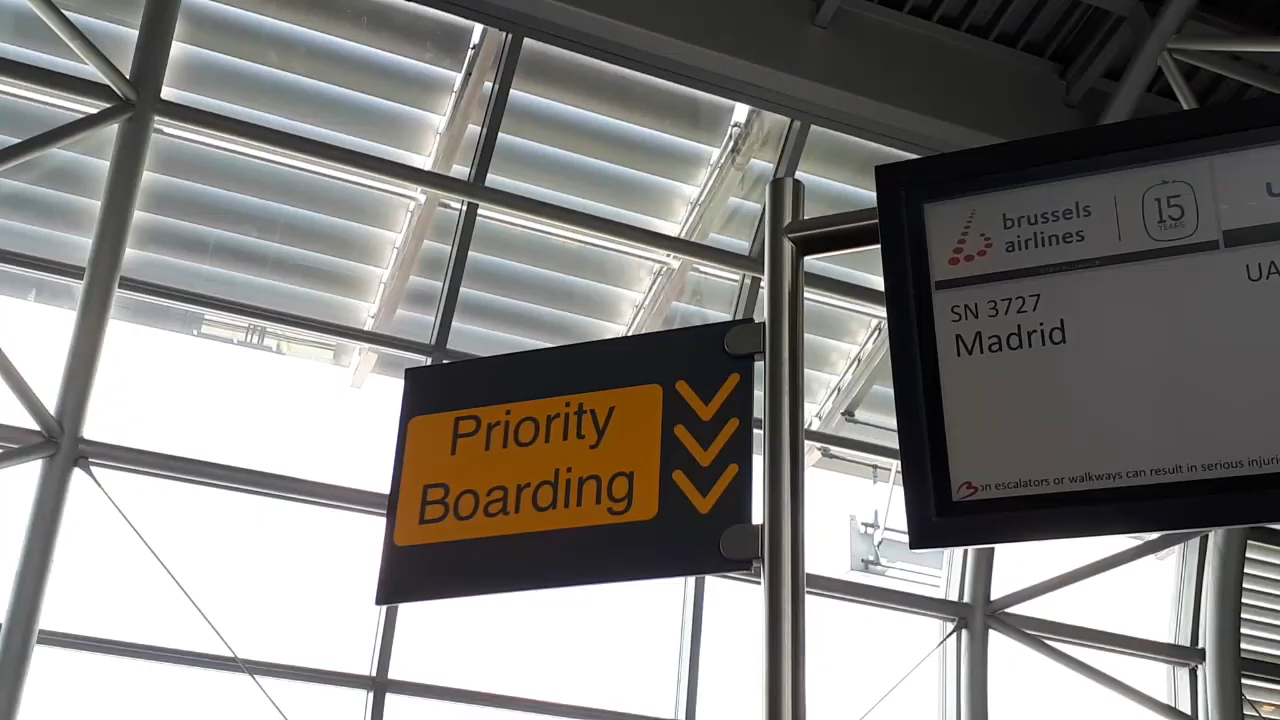 Priority
Boarding
brussels
airlines
15
YEARS
UA
SN 3727
Madrid
on escalators or walkways can result in serious injuri